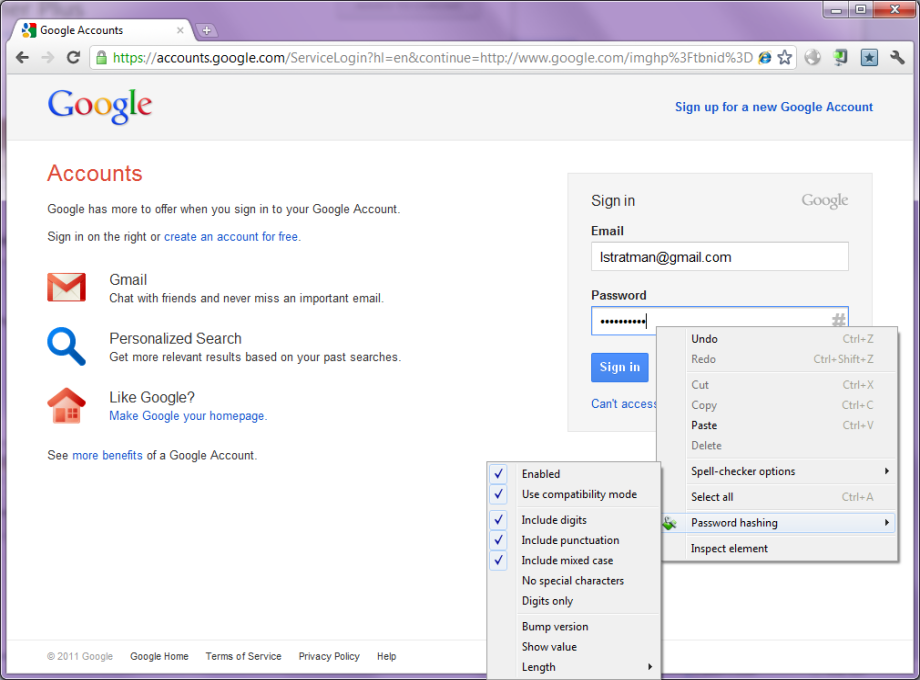 Google Accounts
https://accounts.google.com/ServiceLogin?hl=en&continue=http://www.google.com/imghp%3Ftbnid%3D
Google
Sign up for a new Google Account
Accounts
Google has more to offer when you sign in to your Google Account.
Sign in on the right or create an account for free.
Gmail
Chat with friends and never miss an important email.
Personalized Search
Get more relevant results based on your past searches.
Like Google?
Make Google your homepage.
See more benefits of a Google Account.
Sign in Google
Email
lstratman@gmail.com
Password
••••••••••
#
Sign in
Can't access
Undo Ctrl+Z
Redo Ctrl+Shift+Z
Cut Ctrl+X
Copy Ctrl+C
Paste Ctrl+V
Delete
Spell-checker options
Select all Ctrl+A
Password hashing
Inspect element
Enabled
Use compatibility mode
Include digits
Include punctuation
Include mixed case
No special characters
Digits only
Bump version
Show value
Length
© 2011 Google Google Home Terms of Service Privacy Policy Help